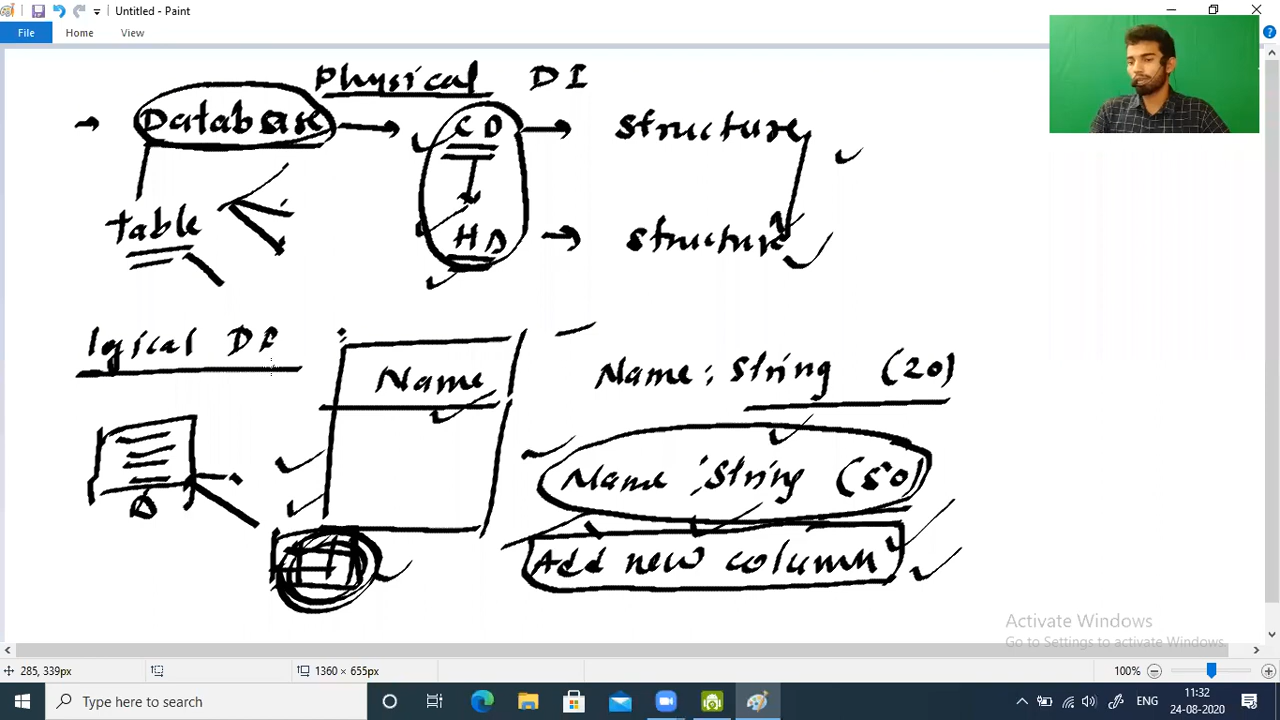 Untitled - Paint
File Home View
Physical DI
Database CD structure
table HD structure
logical DI Name Name: String (20)
Name: String (50)
Add new column
Activate Windows
Go to Settings to activate Windows.
285, 339px 1360 × 655px 100%
Type here to search ENG 11:32
24-08-2020